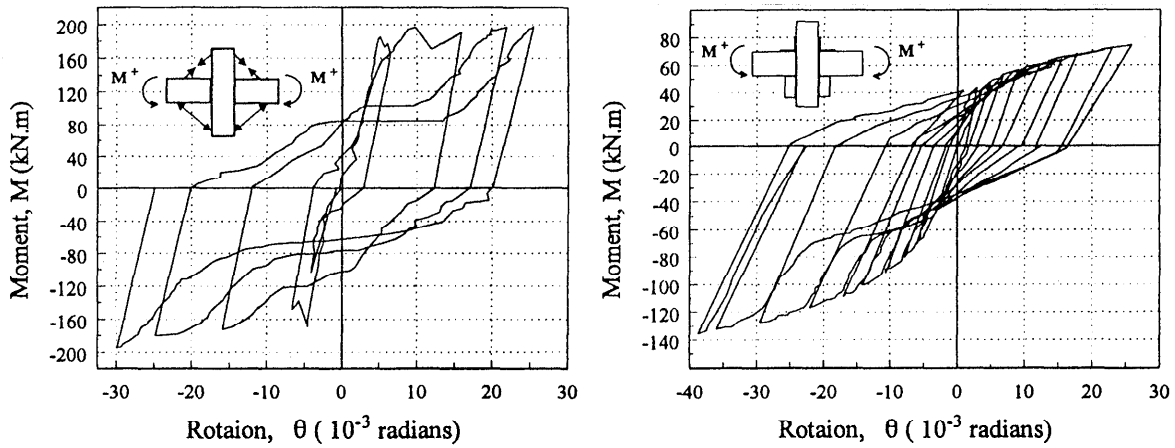 200
160
120
80
40
0
-40
-80
-120
-160
-200
Moment, M (kN.m)
M+
M+
-30 -20 -10 0 10 20 30
Rotaion, θ ( 10-3 radians)
80
60
40
20
0
-20
-40
-60
-80
-100
-120
-140
Moment, M (kN.m)
M+
M+
-40 -30 -20 -10 0 10 20 30
Rotaion, θ ( 10-3 radians)